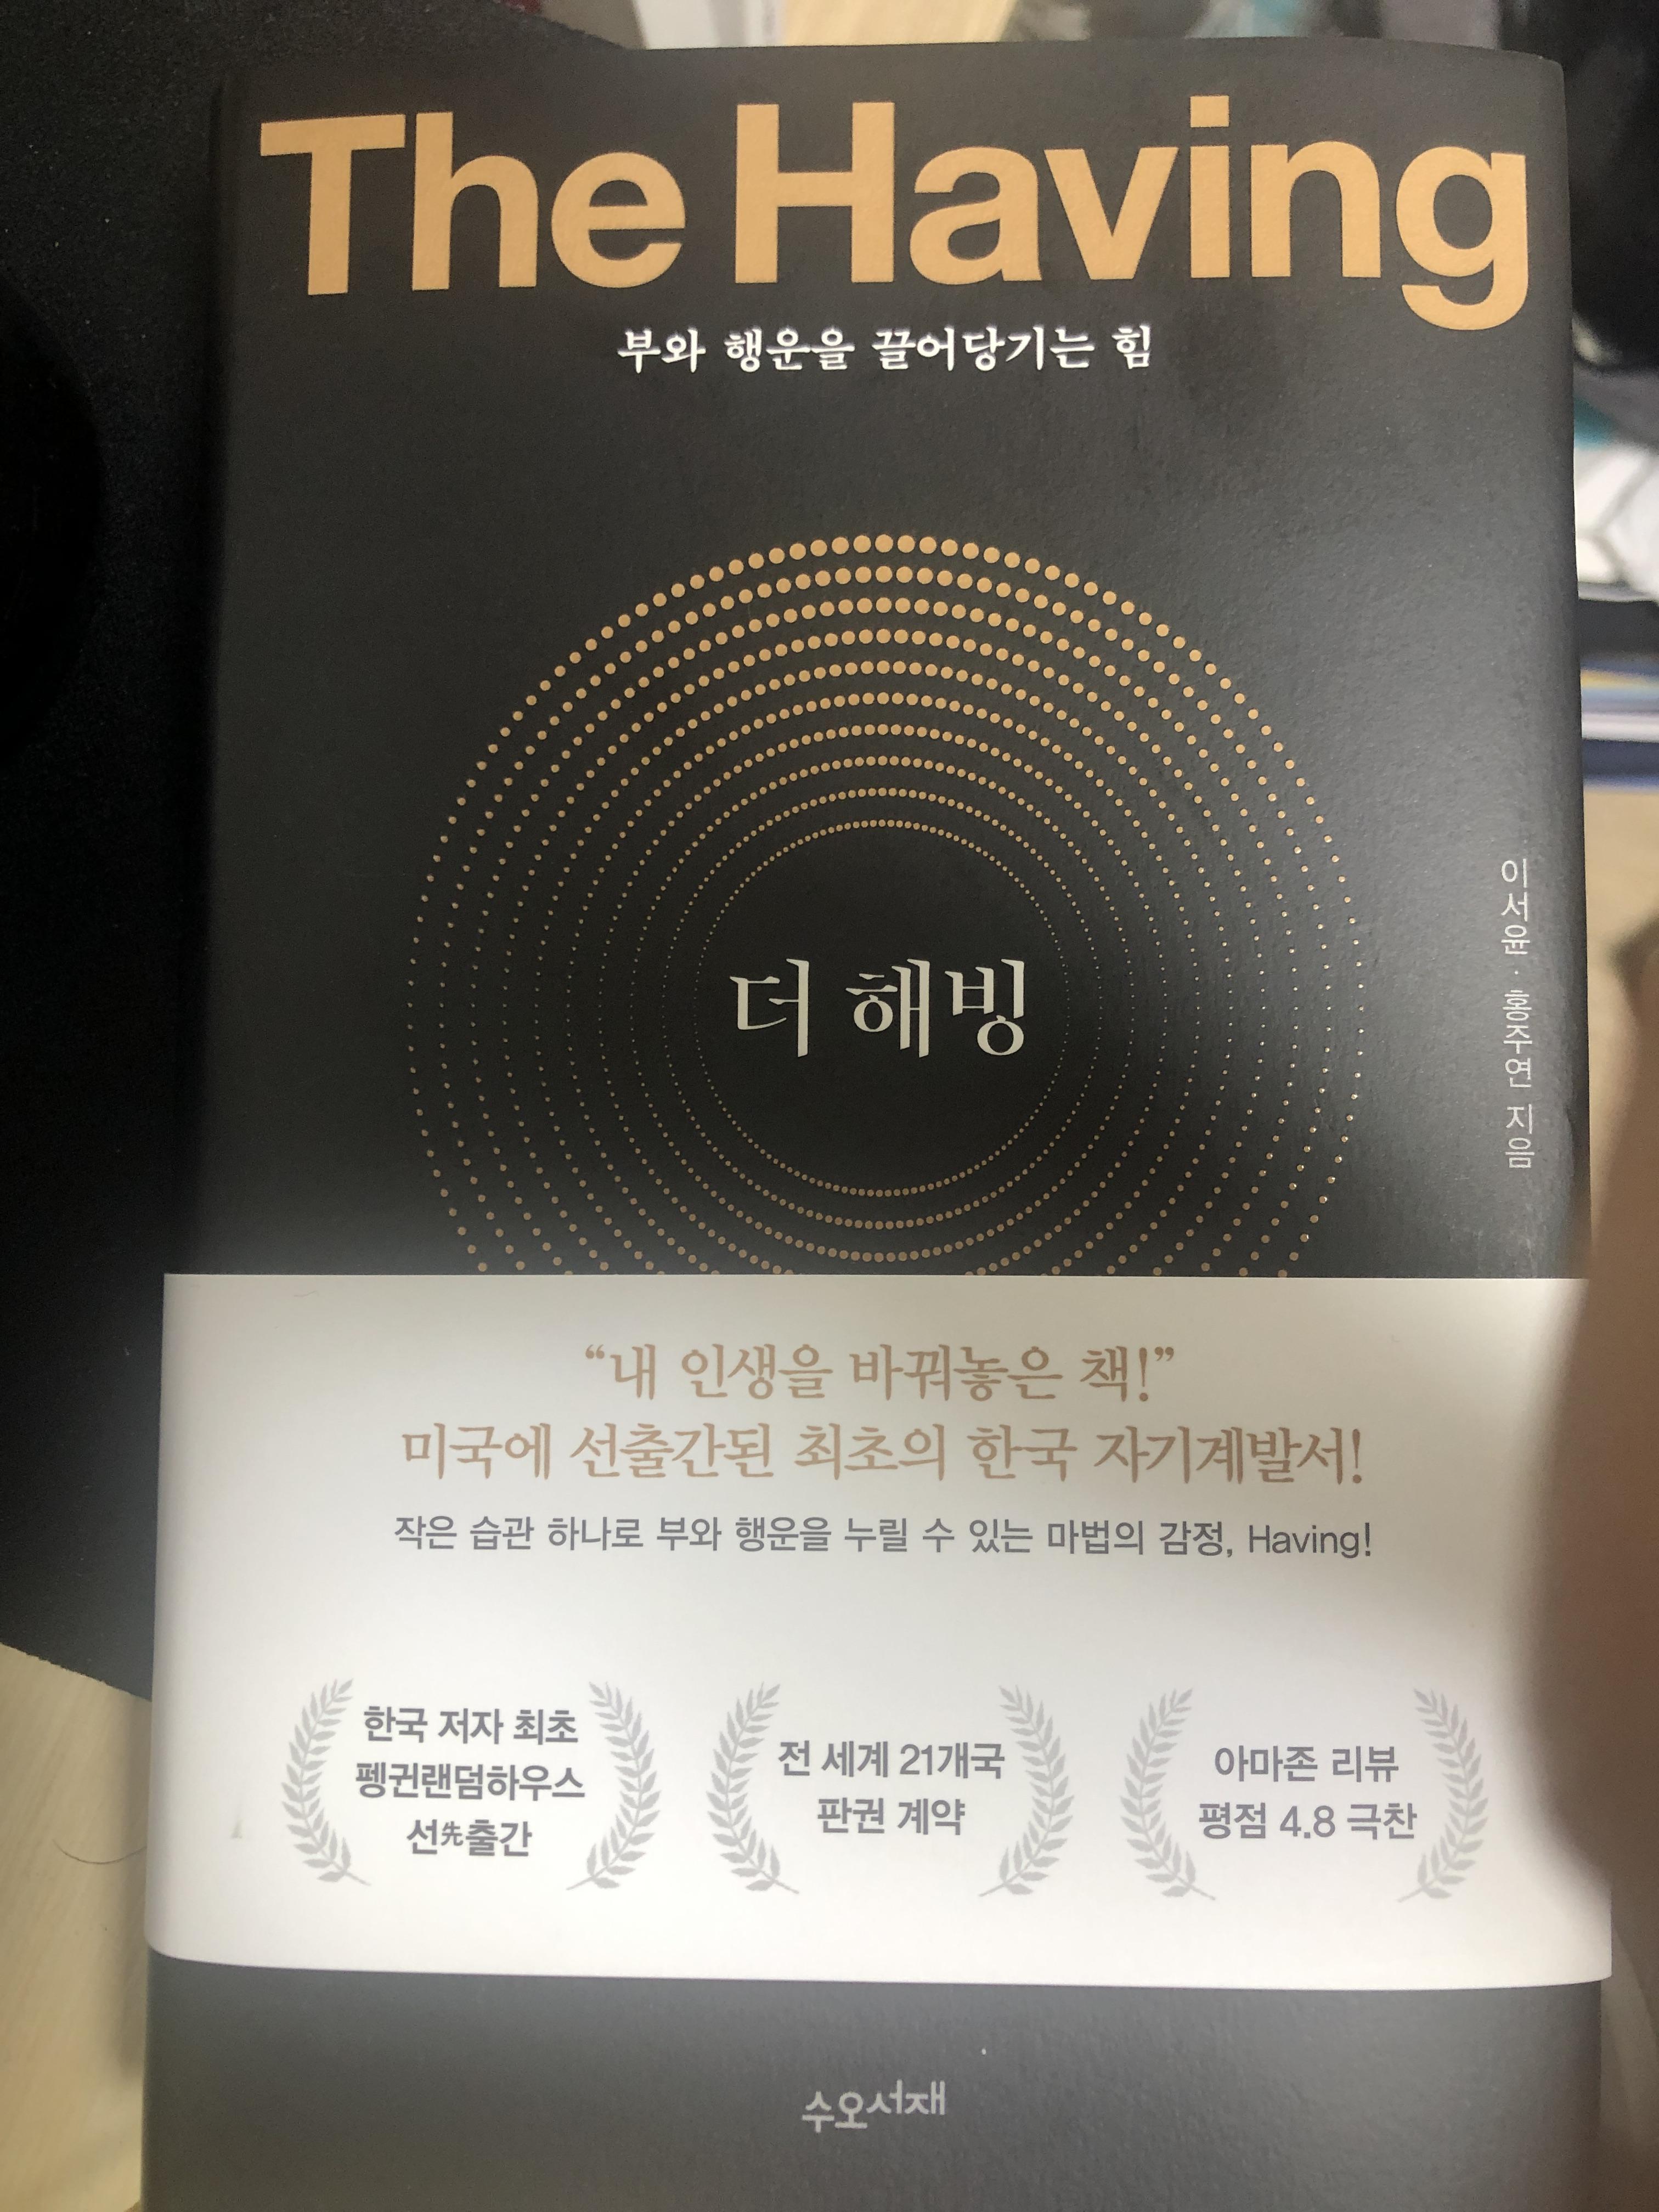 The Having
부와 행운을 끌어당기는 힘
더 해빙
이서윤 · 홍주연 지음
“내 인생을 바꿔놓은 책!”
미국에 선출간된 최초의 한국 자기계발서!
작은 습관 하나로 부와 행운을 누릴 수 있는 마법의 감정, Having!
한국 저자 최초
펭귄랜덤하우스
선先출간
전 세계 21개국
판권 계약
아마존 리뷰
평점 4.8 극찬
수오서재